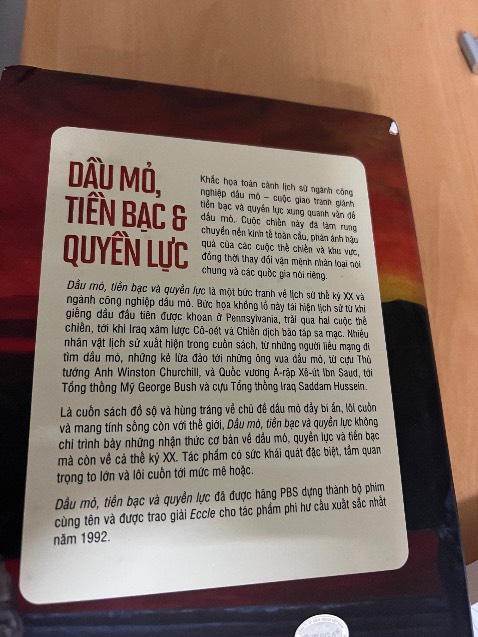 DẦU MỎ,
TIỀN BẠC &
QUYỀN LỰC
Khắc họa toàn cảnh lịch sử ngành công
nghiệp dầu mỏ – cuộc giao tranh giành
tiền bạc và quyền lực xung quanh vấn đề
dầu mỏ. Cuộc chiến này đã làm rung
chuyển nền kinh tế toàn cầu, phản ánh hậu
quả của các cuộc thế chiến và khu vực,
đồng thời thay đổi vận mệnh nhân loại nói
chung và các quốc gia nói riêng.
Dầu mỏ, tiền bạc và quyền lực là một bức tranh về lịch sử thế kỷ XX và
ngành công nghiệp dầu mỏ. Bức họa khổng lồ này tái hiện lịch sử từ khi
giếng dầu đầu tiên được khoan ở Pennsylvania, trải qua hai cuộc thế
chiến, tới khi Iraq xâm lược Cô-oét và Chiến dịch bão táp sa mạc. Nhiều
nhân vật lịch sử xuất hiện trong cuốn sách, từ những người liều mạng đi
tìm dầu mỏ, những kẻ lừa đảo tới những ông vua dầu mỏ, từ cựu Thủ
tướng Anh Winston Churchill, và Quốc vương Ả-rập Xê-út Ibn Saud, tới
Tổng thống Mỹ George Bush và cựu Tổng thống Iraq Saddam Hussein.
Là cuốn sách đồ sộ và hùng tráng về chủ đề dầu mỏ đầy bí ẩn, lôi cuốn
và mang tính sống còn với thế giới, Dầu mỏ, tiền bạc và quyền lực không
chỉ trình bày những nhận thức cơ bản về dầu mỏ, quyền lực và tiền bạc
mà còn về cả thế kỷ XX. Tác phẩm có sức khái quát đặc biệt, tầm quan
trọng to lớn và lôi cuốn tới mức mê hoặc.
Dầu mỏ, tiền bạc và quyền lực đã được hãng PBS dựng thành bộ phim
cùng tên và được trao giải Eccle cho tác phẩm phi hư cấu xuất sắc nhất
năm 1992.